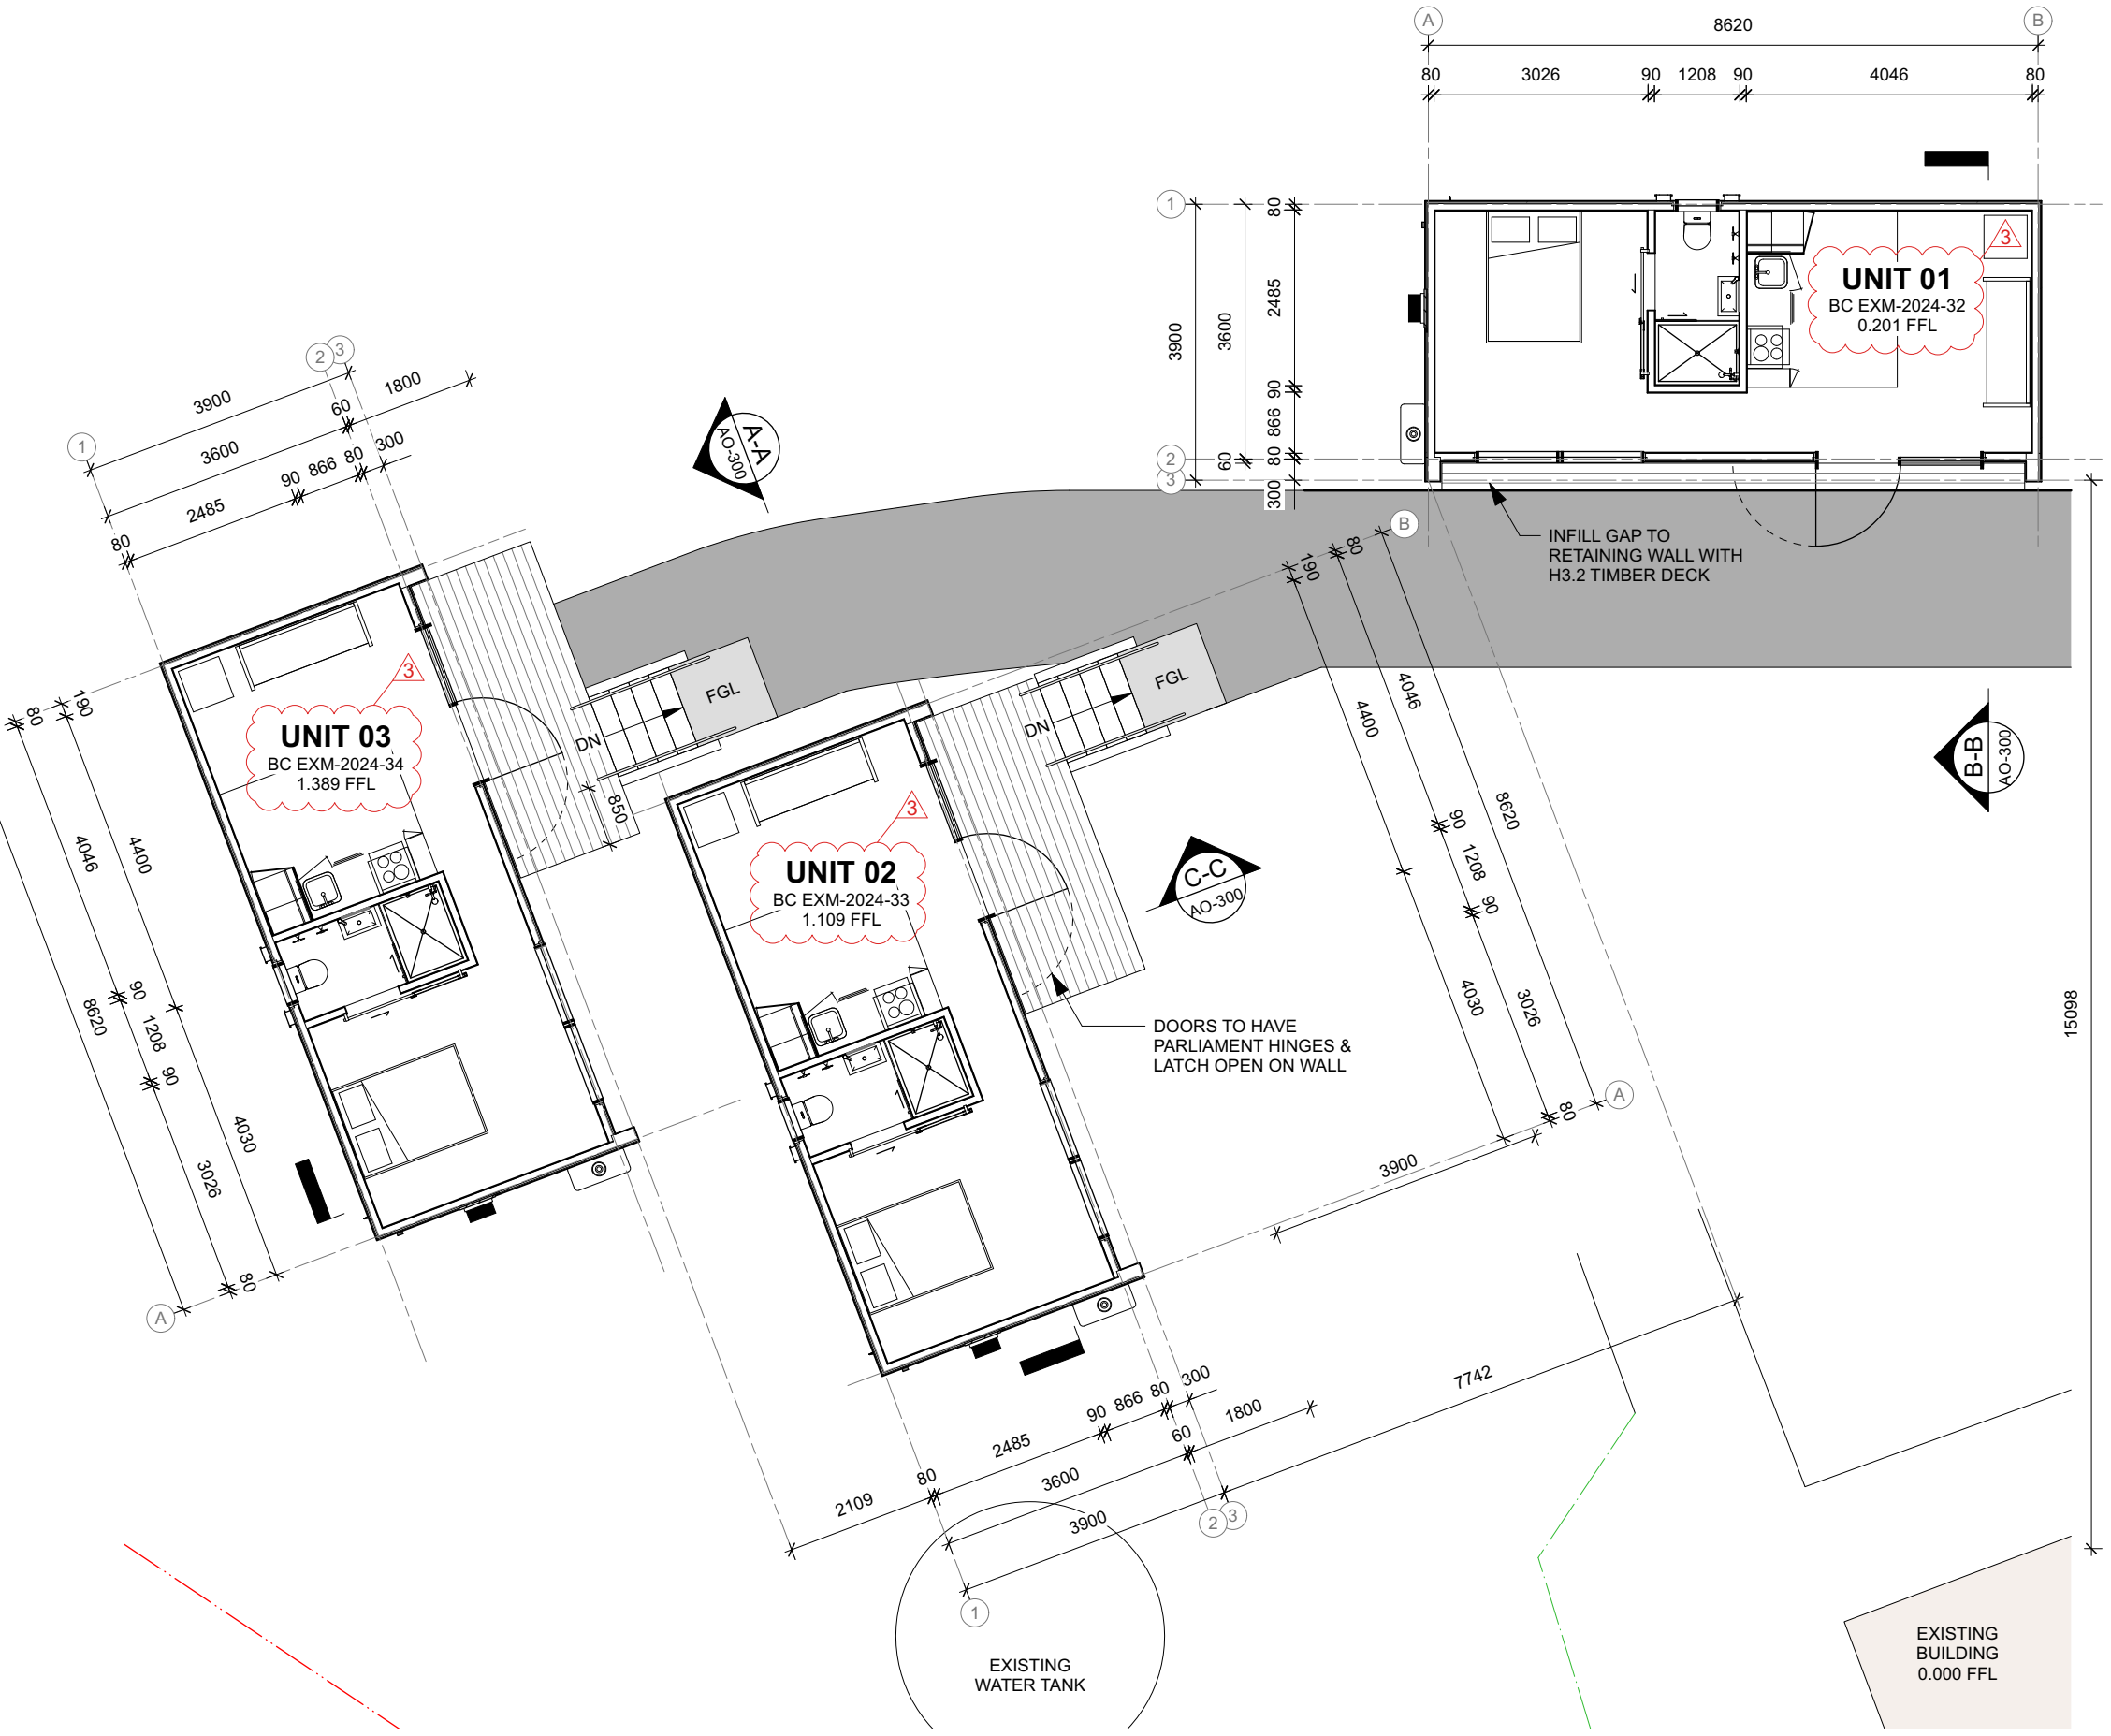 A
B
8620
80
3026
90
1208
90
4046
80
1
2
3
3900
3600
60
80
2485
90
866
80
300
3
UNIT 01
BC EXM-2024-32
0.201 FFL
INFILL GAP TO
RETAINING WALL WITH
H3.2 TIMBER DECK
A-A
AO-300
1
2
3
3900
3600
60
1800
80
2485
90
866
80
300
3
UNIT 03
BC EXM-2024-34
1.389 FFL
DN
FGL
850
80
190
4046
4400
90
1208
90
8620
4030
3026
80
A
3
UNIT 02
BC EXM-2024-33
1.109 FFL
DN
FGL
B
190
80
4046
4400
8620
90
1208
90
4030
3026
80
A
3900
C-C
AO-300
B-B
AO-300
DOORS TO HAVE
PARLIAMENT HINGES &
LATCH OPEN ON WALL
15098
7742
2109
80
2485
90
866
80
300
3600
60
1800
3900
1
2
3
EXISTING
WATER TANK
EXISTING
BUILDING
0.000 FFL